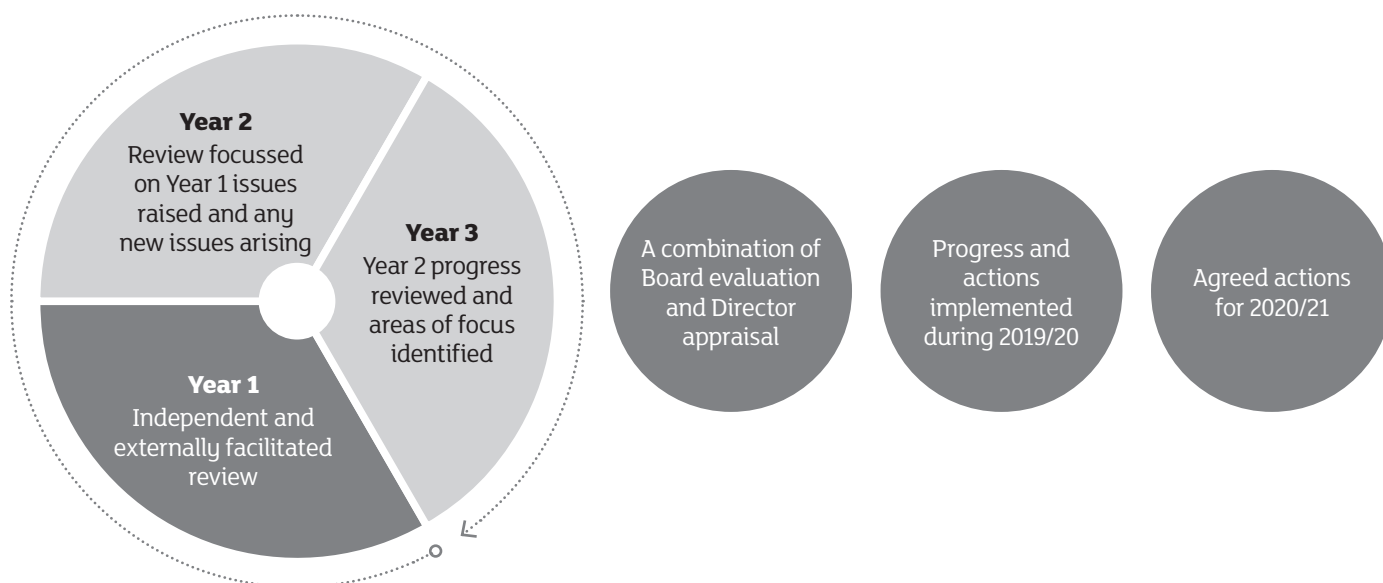 Year 2
Review focussed
on Year 1 issues
raised and any
new issues arising
Year 3
Year 2 progress
reviewed and
areas of focus
identified
Year 1
Independent and
externally facilitated
review
A combination of
Board evaluation
and Director
appraisal
Progress and
actions
implemented
during 2019/20
Agreed actions
for 2020/21